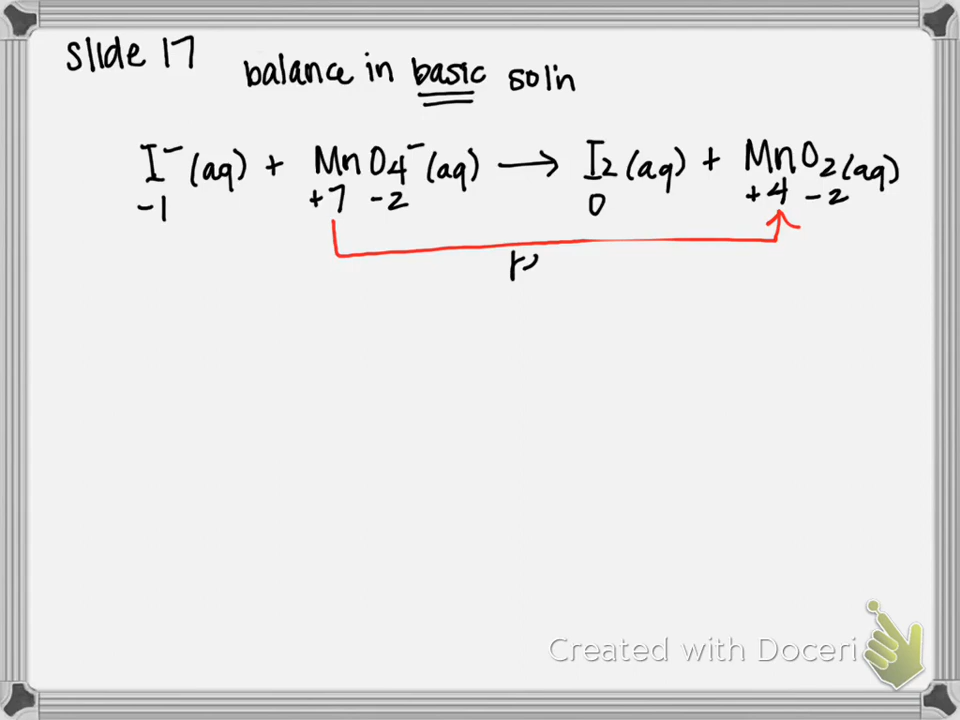 slide 17
balance in basic sol'n
I⁻(aq) + MnO4⁻(aq) → I2(aq) + MnO2(aq)
-1 +7 -2 0 +4 -2
Created with Doceri